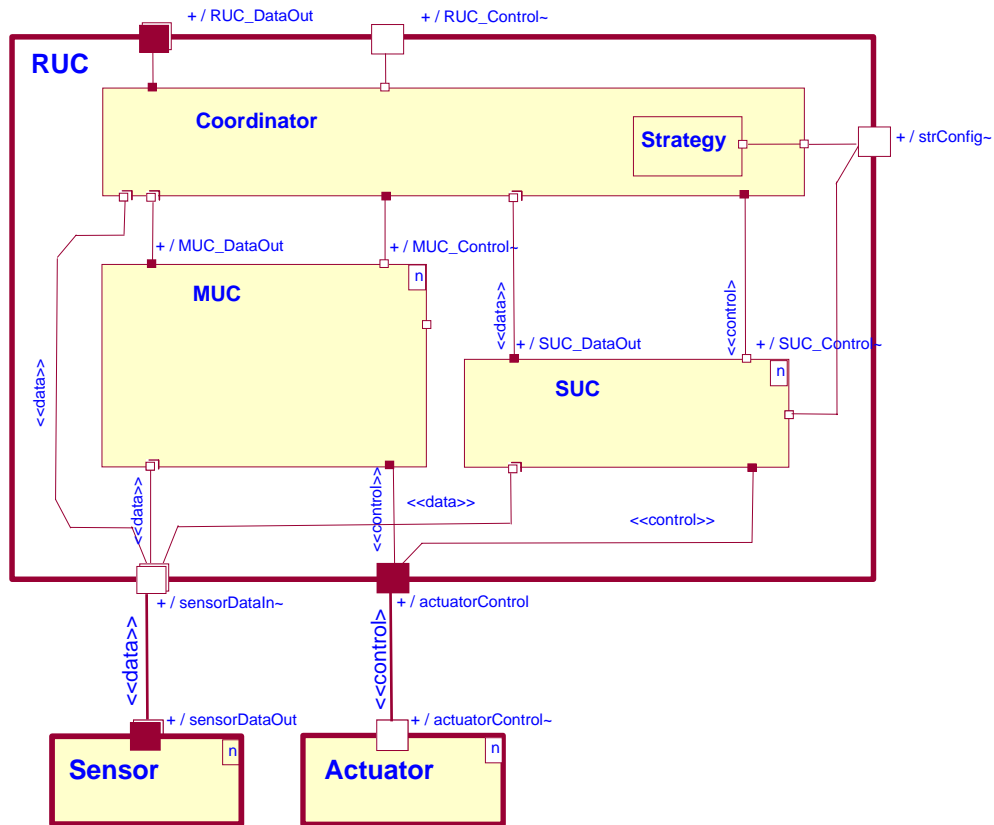 + / RUC_DataOut
+ / RUC_Control~
RUC
Coordinator
Strategy
+ / strConfig~
+ / MUC_DataOut
+ / MUC_Control~
MUC
n
<<data>>
<<control>
+ / SUC_DataOut
+ / SUC_Control~
<<data>>
SUC
n
<<data>>
<<control>>
<<data>>
<<control>>
+ / sensorDataIn~
+ / actuatorControl
<<data>>
<<control>
+ / sensorDataOut
+ / actuatorControl~
Sensor
n
Actuator
n